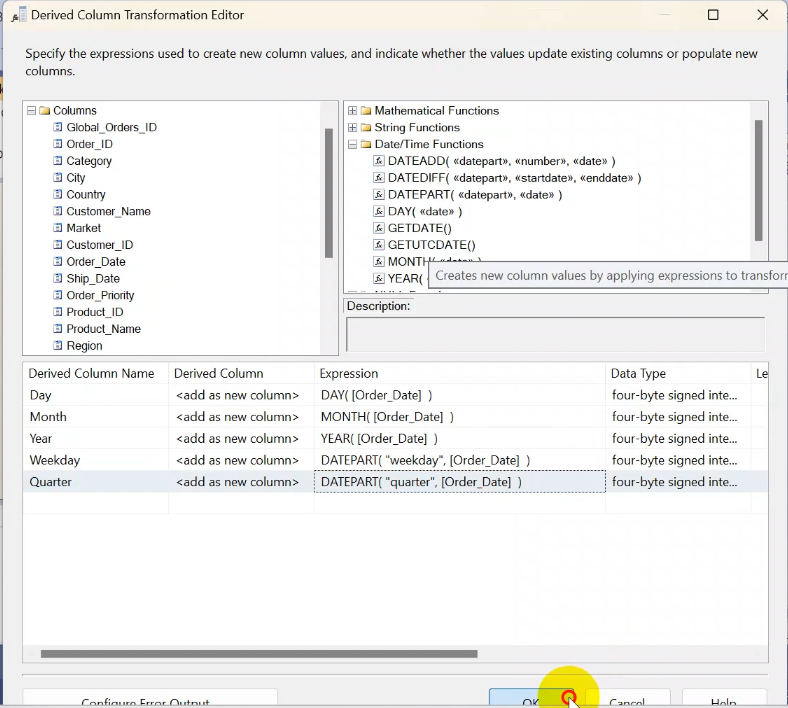 Derived Column Transformation Editor
Specify the expressions used to create new column values, and indicate whether the values update existing columns or populate new
columns.
Columns
Global_Orders_ID
Order_ID
Category
City
Country
Customer_Name
Market
Customer_ID
Order_Date
Ship_Date
Order_Priority
Product_ID
Product_Name
Region
Mathematical Functions
String Functions
Date/Time Functions
DATEADD( «datepart», «number», «date» )
DATEDIFF( «datepart», «startdate», «enddate» )
DATEPART( «datepart», «date» )
DAY( «date» )
GETDATE()
GETUTCDATE()
MONTH( «date» )
YEAR(
Creates new column values by applying expressions to transfor
Description:
Derived Column Name Derived Column Expression Data Type Le
Day <add as new column> DAY( [Order_Date] ) four-byte signed inte...
Month <add as new column> MONTH( [Order_Date] ) four-byte signed inte...
Year <add as new column> YEAR( [Order_Date] ) four-byte signed inte...
Weekday <add as new column> DATEPART( "weekday", [Order_Date] ) four-byte signed inte...
Quarter <add as new column> DATEPART( "quarter", [Order_Date] ) four-byte signed inte...
Configure Error Output OK Cancel Help